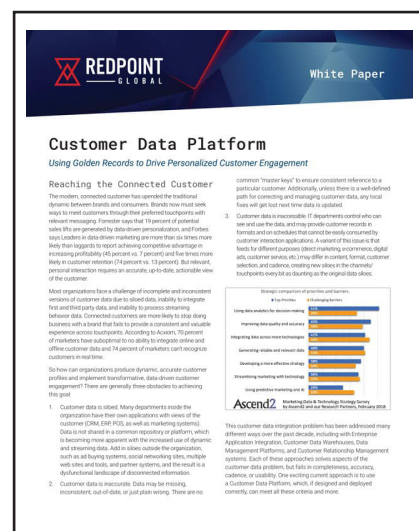 REDPOINT
GLOBAL
White Paper
Customer Data Platform
Using Golden Records to Drive Personalized Customer Engagement
Reaching the Connected Customer
The modern, connected customer has upended the traditional
dynamic between brands and consumers. Brands now must seek
ways to meet customers through their preferred touchpoints with
relevant messaging. Forrester says that 19 percent of potential
sales lifts are generated by data-driven personalization, and Forbes
says Leaders in data-driven marketing are more than six times more
likely than laggards to report achieving competitive advantage in
increasing profitability (45 percent vs. 7 percent) and five times more
likely in customer retention (74 percent vs. 13 percent). But relevant,
personal interaction requires an accurate, up-to-date, actionable view
of the customer.
Most organizations face a challenge of incomplete and inconsistent
versions of customer data due to siloed data, inability to integrate
first and third party data, and inability to process streaming
behavior data. Connected customers are more likely to stop doing
business with a brand that fails to provide a consistent and valuable
experience across touchpoints. According to Acxiom, 70 percent
of marketers have suboptimal to no ability to integrate online and
offline customer data and 74 percent of marketers can't recognize
customers in real time.
So how can organizations produce dynamic, accurate customer
profiles and implement transformative, data-driven customer
engagement? There are generally three obstacles to achieving
this goal:
1. Customer data is siloed. Many departments inside the
organization have their own applications with views of the
customer (CRM, ERP, POS, as well as marketing systems).
Data is not shared in a common repository or platform, which
is becoming more apparent with the increased use of dynamic
and streaming data. Add in siloes outside the organization,
such as ad buying systems, social networking sites, multiple
web sites and tools, and partner systems, and the result is a
dysfunctional landscape of disconnected information.
2. Customer data is inaccurate. Data may be missing,
inconsistent, out-of-date, or just plain wrong. There are no
common "master keys" to ensure consistent reference to a
particular customer. Additionally, unless there is a well-defined
path for correcting and managing customer data, any local
fixes will get lost next time data is updated.
3. Customer data is inaccessible. IT departments control who can
see and use the data, and may provide customer records in
formats and on schedules that cannot be easily consumed by
customer interaction applications. A variant of this issue is that
feeds for different purposes (direct marketing, e-commerce, digital
ads, customer service, etc.) may differ in content, format, customer
selection, and cadence, creating new siloes in the channels/
touchpoints every bit as daunting as the original data siloes.
Strategic comparison of priorities and barriers.
Top Priorities Challenging Barriers
Using analytics for decision-making
Improving data quality and accuracy
Integrating data across more technologies
Generating reliable and relevant data
Developing a more effective strategy
Streamlining marketing with technology
Using predictive marketing and AI
Ascend2
Marketing Data & Technology Strategy Survey
by Ascend2 and our Research Partners, February 2018
This customer data integration problem has been addressed many
different ways over the past decade, including with Enterprise
Application Integration, Customer Data Warehouses, Data
Management Platforms, and Customer Relationship Management
systems. Each of these approaches solves aspects of the
customer data problem, but fails in completeness, accuracy,
cadence, or usability. One exciting current approach is to use
a Customer Data Platform, which, if designed and deployed
correctly, can meet all these criteria and more.